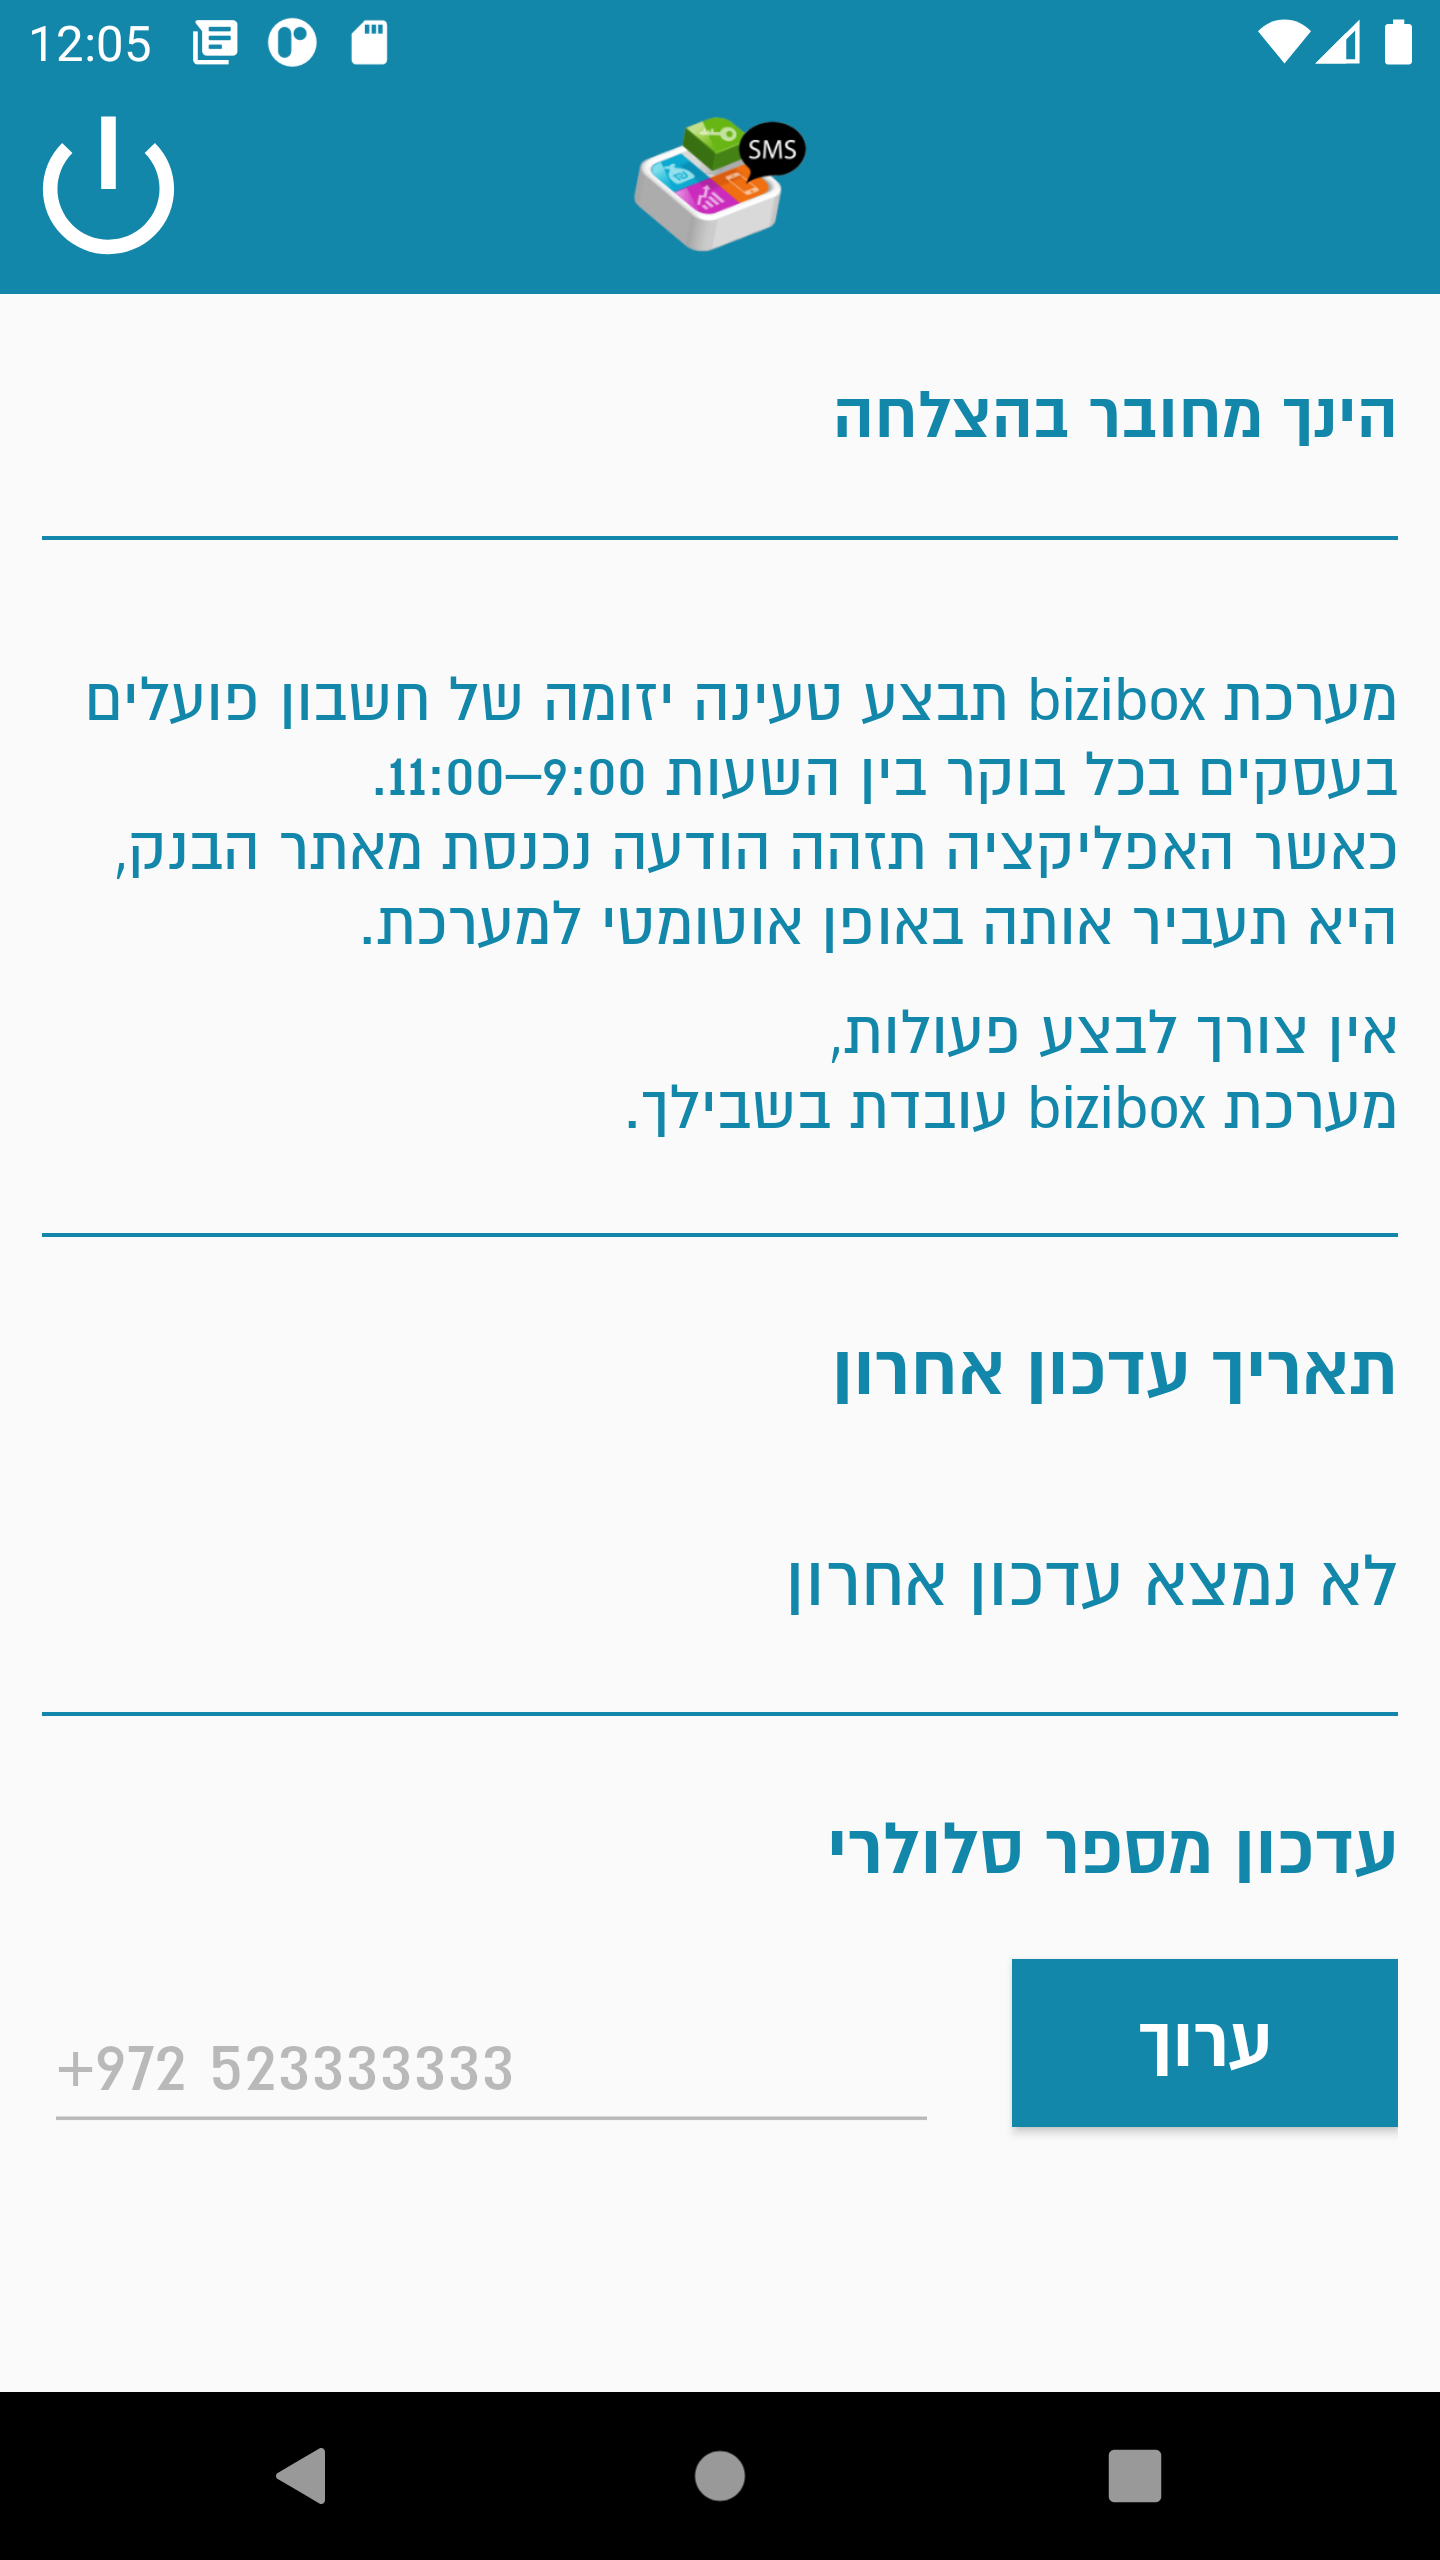 12:05
SMS
הינך מחובר בהצלחה
מערכת bizibox תבצע טעינה יזומה של חשבון פועלים
בעסקים בכל בוקר בין השעות 9:00–11:00.
כאשר האפליקציה תזהה הודעה נכנסת מאתר הבנק,
היא תעביר אותה באופן אוטומטי למערכת.
אין צורך לבצע פעולות,
מערכת bizibox עובדת בשבילך.
תאריך עדכון אחרון
לא נמצא עדכון אחרון
עדכון מספר סלולרי
ערוך
+972 523333333